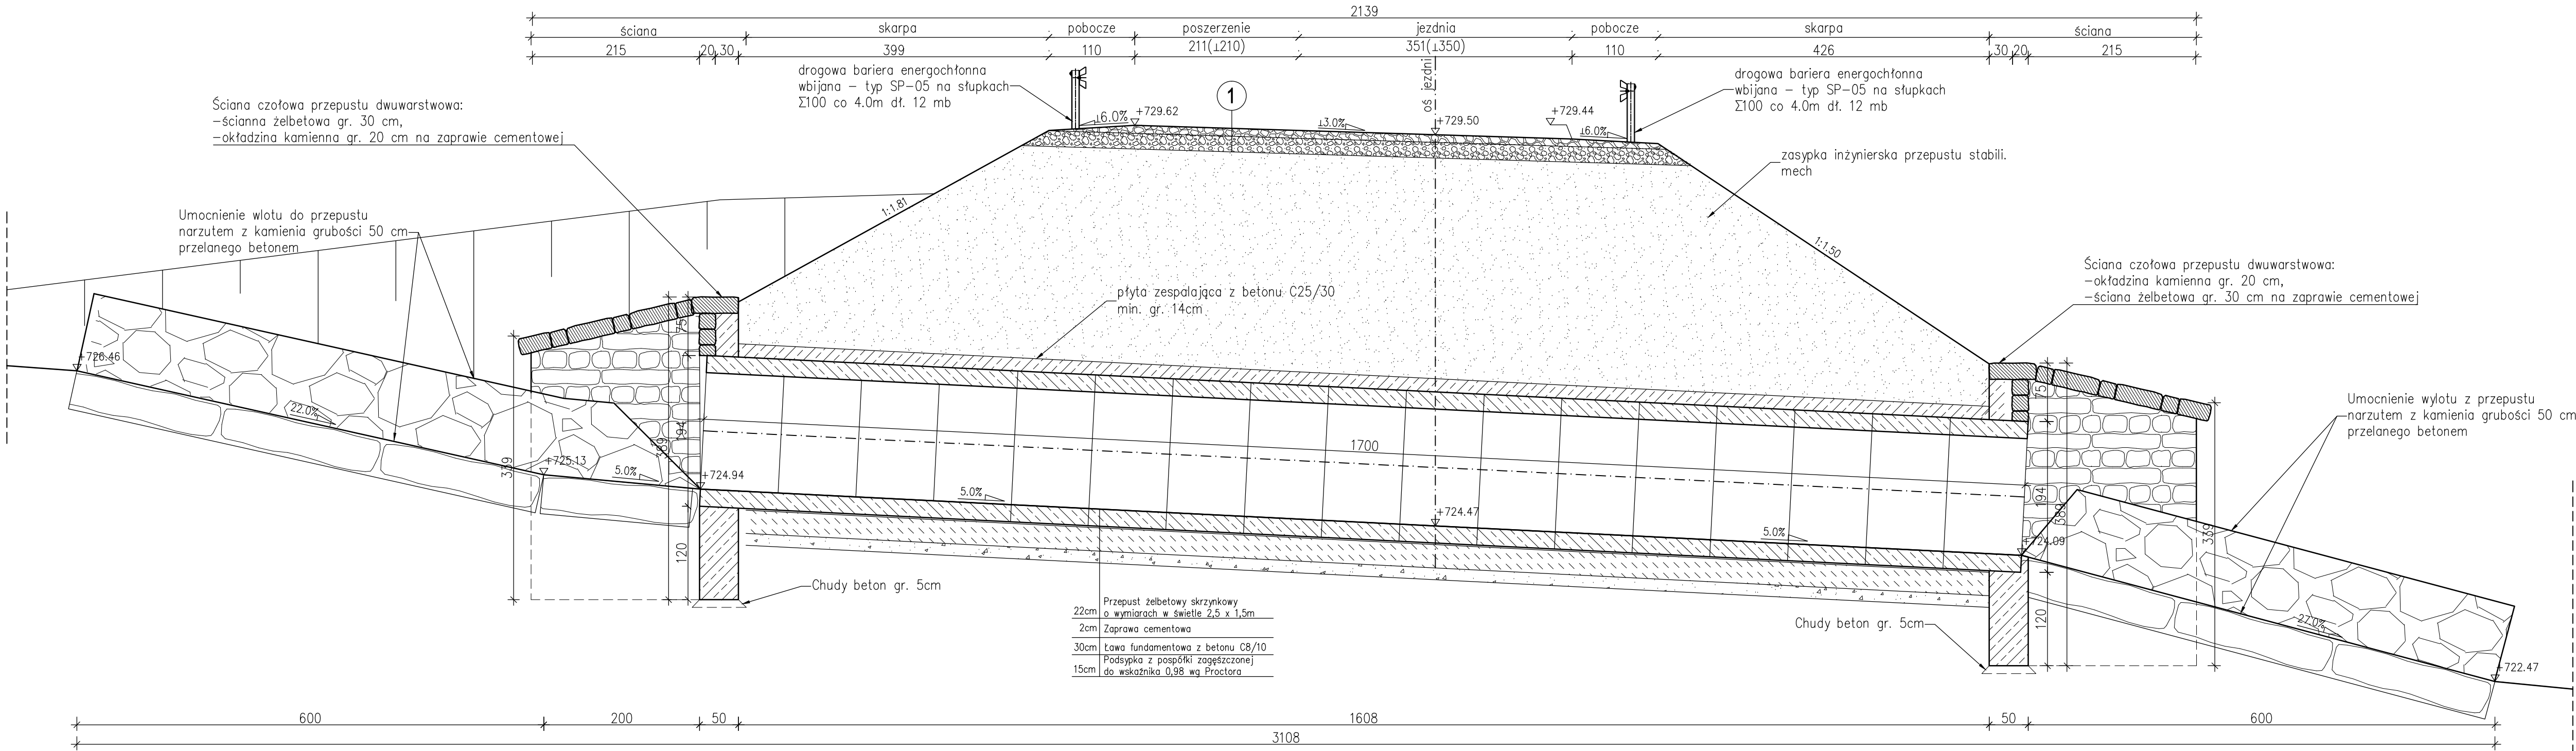 2139
ściana
skarpa
pobocze
poszerzenie
jezdnia
pobocze
skarpa
ściana
215
20
30
399
110
211(⊥210)
351(⊥350)
110
426
30
20
215
drogowa bariera energochłonna
wbijana – typ SP–05 na słupkach
Σ100 co 4.0m dł. 12 mb
oś jezdni
drogowa bariera energochłonna
wbijana – typ SP–05 na słupkach
Σ100 co 4.0m dł. 12 mb
Ściana czołowa przepustu dwuwarstwowa:
–ścianna żelbetowa gr. 30 cm,
–okładzina kamienna gr. 20 cm na zaprawie cementowej
1
⊥6.0%
+729.62
⊥3.0%
+729.50
+729.44
⊥6.0%
zasypka inżynierska przepustu stabili.
mech
1:1.81
1:1.50
Umocnienie wlotu do przepustu
narzutem z kamienia grubości 50 cm
przelanego betonem
Ściana czołowa przepustu dwuwarstwowa:
–okładzina kamienna gr. 20 cm,
–ściana żelbetowa gr. 30 cm na zaprawie cementowej
płyta zespalająca z betonu C25/30
min. gr. 14cm
+726.46
22.0%
+725.13
5.0%
+724.94
339
389
75
194
120
1700
5.0%
+724.47
5.0%
+724.09
75
194
389
339
120
Umocnienie wylotu z przepustu
narzutem z kamienia grubości 50 cm
przelanego betonem
27.0%
+722.47
Chudy beton gr. 5cm
Chudy beton gr. 5cm
Przepust żelbetowy skrzynkowy
22cm o wymiarach w świetle 2,5 x 1,5m
2cm Zaprawa cementowa
30cm Ława fundamentowa z betonu C8/10
Podsypka z pospółki zagęszczonej
15cm do wskaźnika 0,98 wg Proctora
600
200
50
1608
50
600
3108